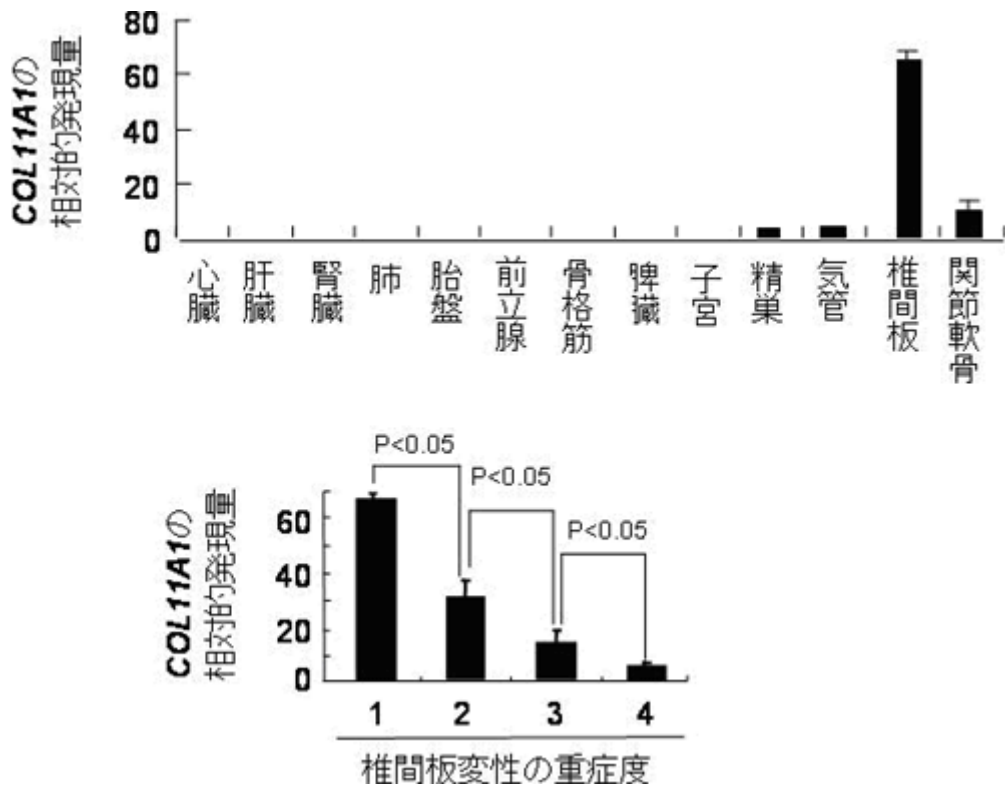 COL11A1の
相対的発現量
80
60
40
20
0
心臓
肝臓
腎臓
肺
胎盤
前立腺
骨格筋
脾臓
子宮
精巣
気管
椎間板
関節軟骨
P<0.05
P<0.05
P<0.05
COL11A1の
相対的発現量
60
40
20
0
1 2 3 4
椎間板変性の重症度